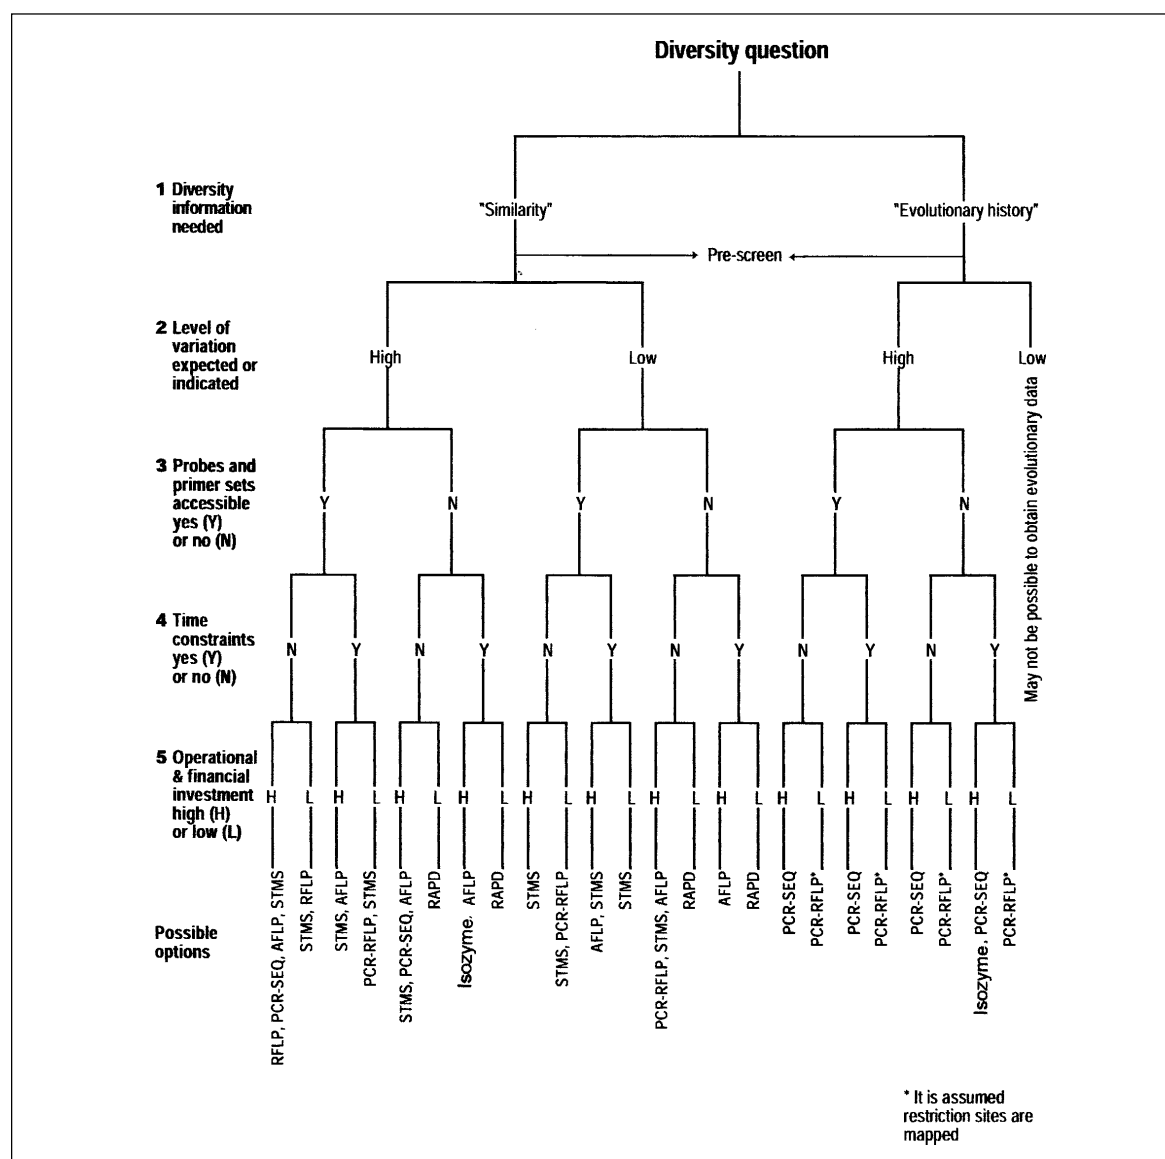 Diversity question
1 Diversity
information
needed
"Similarity"
"Evolutionary history"
Pre-screen
2 Level of
variation
expected or
indicated
High
Low
High
Low
May not be possible to obtain evolutionary data
3 Probes and
primer sets
accessible
yes (Y)
or no (N)
Y
N
Y
N
Y
N
4 Time
constraints
yes (Y)
or no (N)
N
Y
N
Y
N
Y
N
Y
N
Y
N
Y
5 Operational
& financial
investment
high (H)
or low (L)
H
L
H
L
H
L
H
L
H
L
H
L
H
L
H
L
H
L
H
L
H
L
H
L
Possible
options
RFLP, PCR-SEQ, AFLP, STMS
STMS, RFLP
STMS, AFLP
PCR-RFLP, STMS
STMS, PCR-SEQ, AFLP
RAPD
Isozyme. AFLP
RAPD
STMS
STMS, PCR-RFLP
AFLP, STMS
STMS
PCR-RFLP, STMS, AFLP
RAPD
AFLP
RAPD
PCR-SEQ
PCR-RFLP*
PCR-SEQ
PCR-RFLP*
PCR-SEQ
PCR-RFLP*
Isozyme. PCR-SEQ
PCR-RFLP*
* It is assumed
restriction sites are
mapped